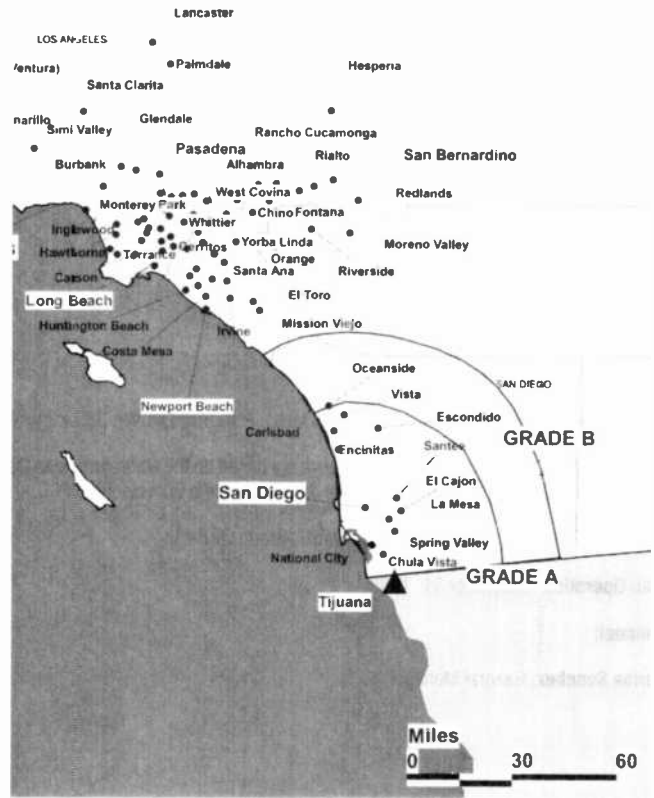 Lancaster
LOS ANGELES
Palmdale
Hesperia
Ventura)
Santa Clarita
Glendale
Simi Valley
Rancho Cucamonga
Pasadena
Rialto
San Bernardino
Burbank
Alhambra
West Covina
Redlands
Monterey Park
Chino
Fontana
Inglewood
Whittier
Cerritos
Yorba Linda
Moreno Valley
Hawthorne
Torrance
Orange
Santa Ana
Riverside
Carson
Long Beach
El Toro
Huntington Beach
Irvine
Mission Viejo
Costa Mesa
Oceanside
SAN DIEGO
Vista
Newport Beach
Escondido
Carlsbad
GRADE B
Encinitas
Santee
El Cajon
San Diego
La Mesa
Spring Valley
National City
Chula Vista
GRADE A
Tijuana
Miles
0 30 60